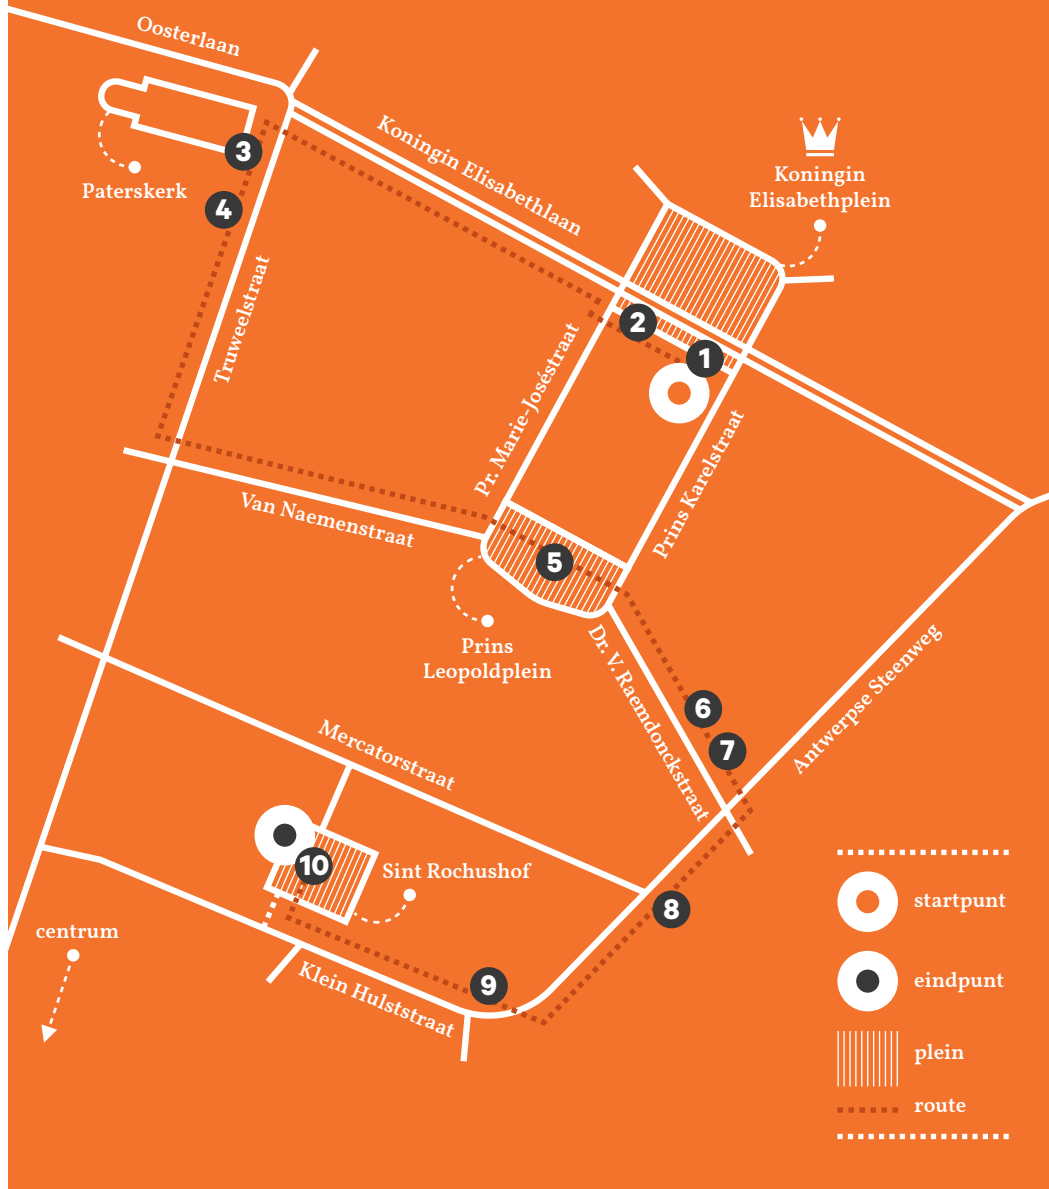 Oosterlaan
Koningin Elisabethlaan
Koningin
Elisabethplein
3
Paterskerk
4
Truweelstraat
2
1
Pr. Marie-Joséstraat
Prins Karelstraat
Van Naemenstraat
5
Prins
Leopoldplein
Dr. V. Raemdonckstraat
6
7
Antwerpse Steenweg
Mercatorstraat
10
Sint Rochushof
8
centrum
9
Klein Hulststraat
startpunt
eindpunt
plein
route